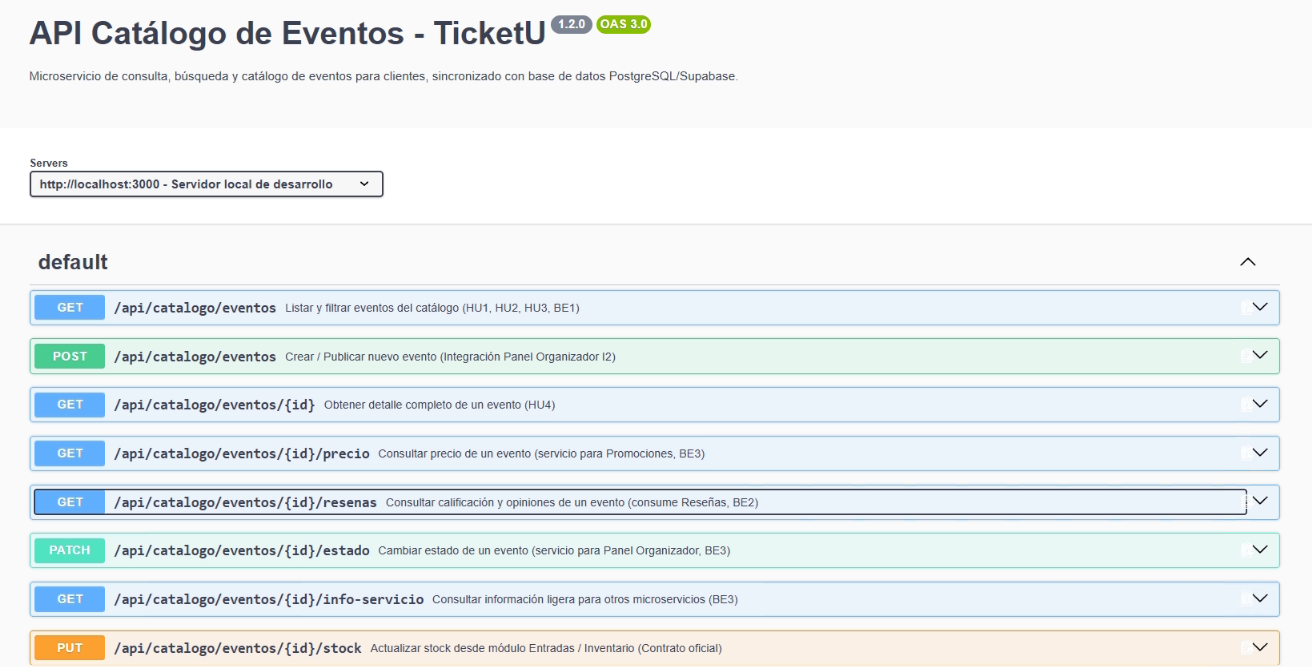 API Catálogo de Eventos - TicketU 1.2.0 OAS 3.0
Microservicio de consulta, búsqueda y catálogo de eventos para clientes, sincronizado con base de datos PostgreSQL/Supabase.
Servers
http://localhost:3000 - Servidor local de desarrollo
default
GET /api/catalogo/eventos Listar y filtrar eventos del catálogo (HU1, HU2, HU3, BE1)
POST /api/catalogo/eventos Crear / Publicar nuevo evento (Integración Panel Organizador I2)
GET /api/catalogo/eventos/{id} Obtener detalle completo de un evento (HU4)
GET /api/catalogo/eventos/{id}/precio Consultar precio de un evento (servicio para Promociones, BE3)
GET /api/catalogo/eventos/{id}/resenas Consultar calificación y opiniones de un evento (consume Reseñas, BE2)
PATCH /api/catalogo/eventos/{id}/estado Cambiar estado de un evento (servicio para Panel Organizador, BE3)
GET /api/catalogo/eventos/{id}/info-servicio Consultar información ligera para otros microservicios (BE3)
PUT /api/catalogo/eventos/{id}/stock Actualizar stock desde módulo Entradas / Inventario (Contrato oficial)